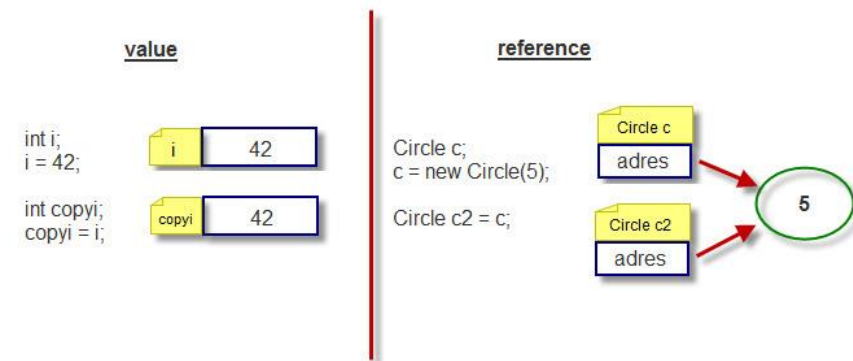 value
int i;
i = 42;
i
42
int copyi;
copyi = i;
copyi
42
reference
Circle c;
c = new Circle(5);
Circle c
adres
Circle c2 = c;
Circle c2
adres
5